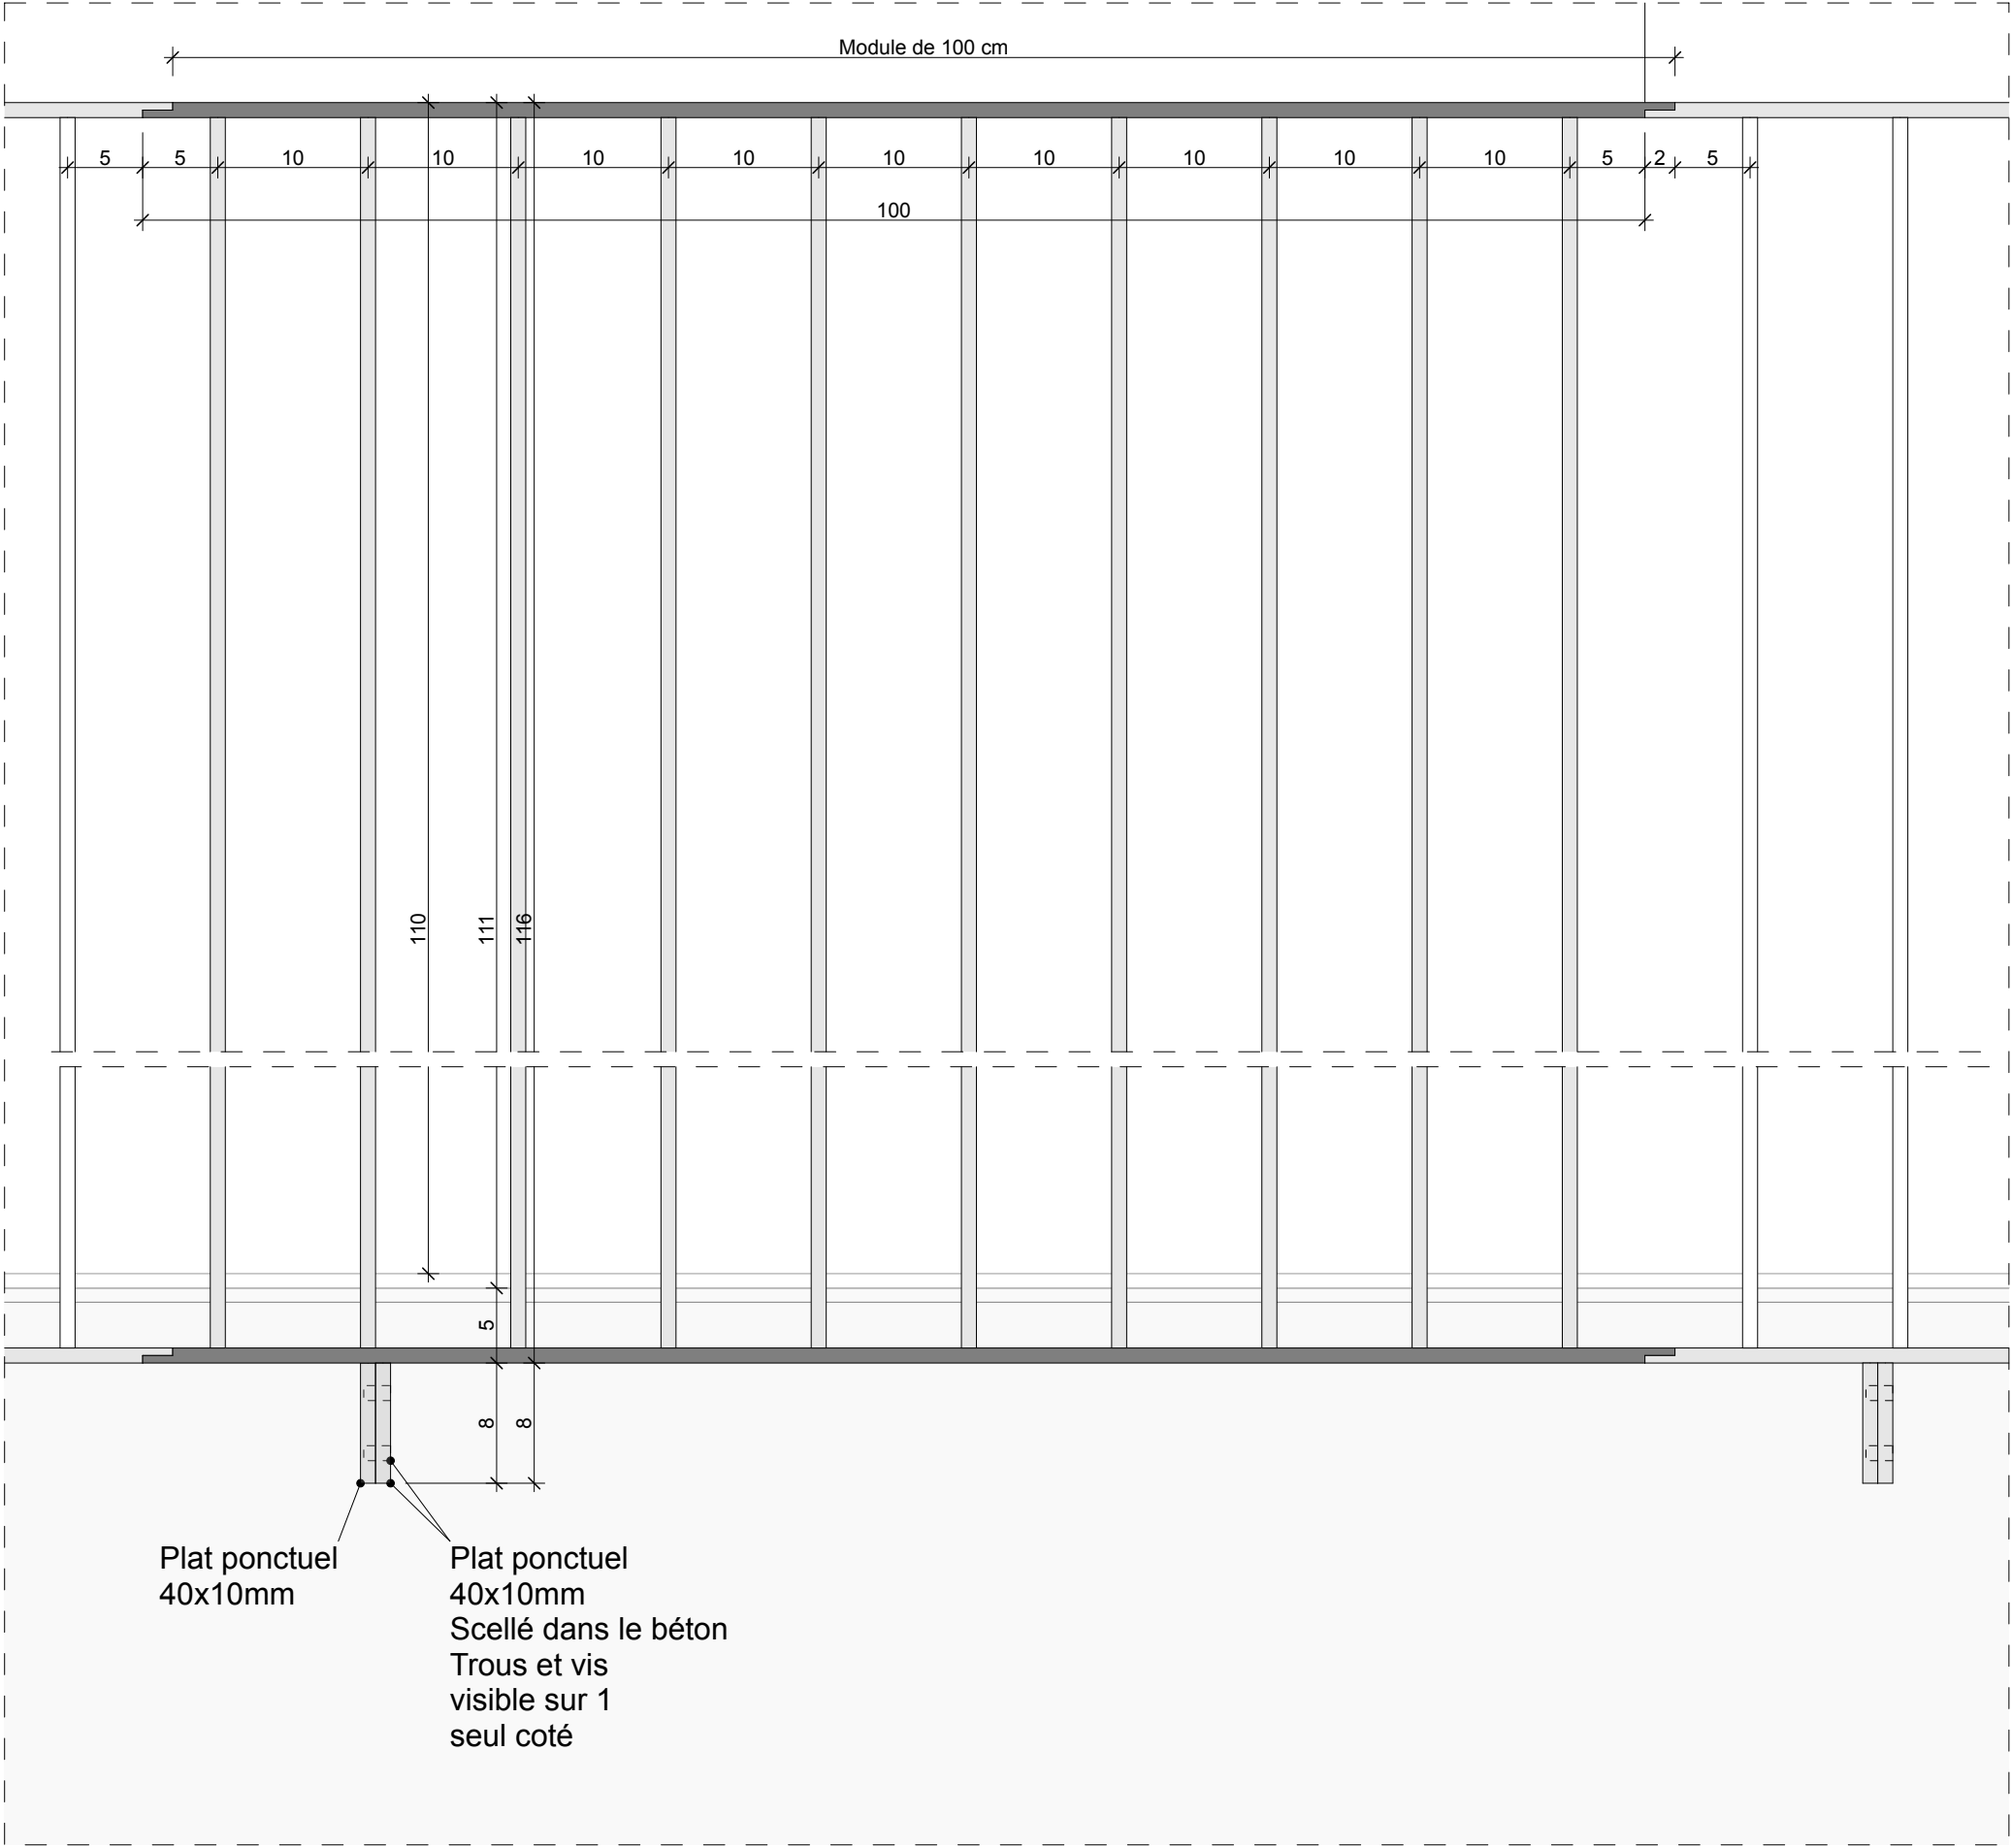 Module de 100 cm
5 5 10 10 10 10 10 10 10 10 10 5 2 5
100
110 111 116
5
8 8
Plat ponctuel
40x10mm
Plat ponctuel
40x10mm
Scellé dans le béton
Trous et vis
visible sur 1
seul coté